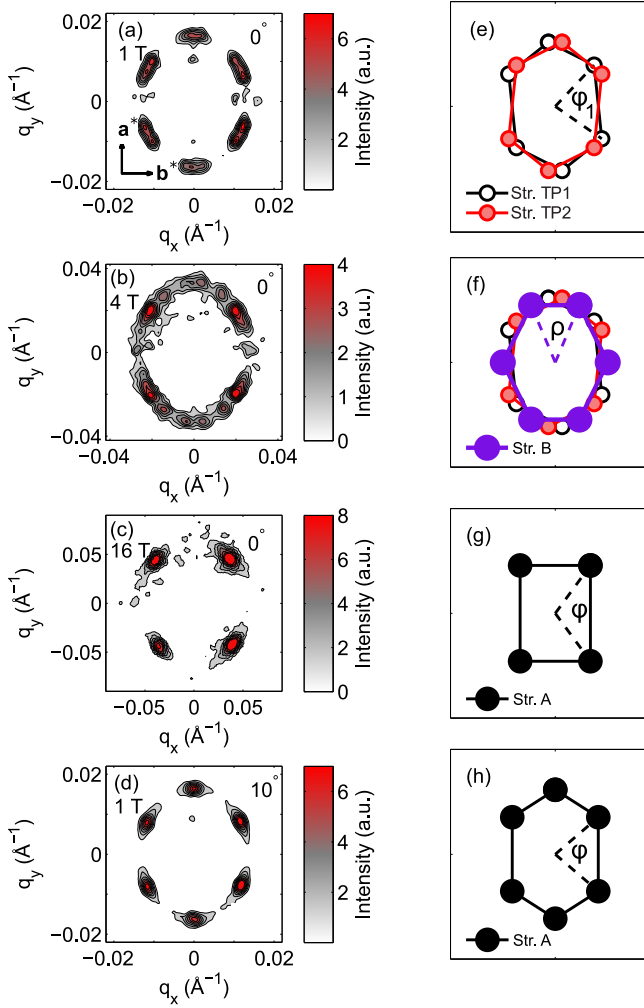 (a)
1 T
0°
0.02
0
−0.02
q_y (Å⁻¹)
a*
b*
−0.02 0 0.02
q_x (Å⁻¹)
6
4
2
Intensity (a.u.)
(e)
φ₁
Str. TP1
Str. TP2
(b)
4 T
0°
0.04
0
−0.04
q_y (Å⁻¹)
−0.04 0 0.04
q_x (Å⁻¹)
4
3
2
1
0
Intensity (a.u.)
(f)
ρ
Str. B
(c)
16 T
0°
0.05
0
−0.05
q_y (Å⁻¹)
−0.05 0 0.05
q_x (Å⁻¹)
8
6
4
2
0
Intensity (a.u.)
(g)
φ
Str. A
(d)
1 T
10°
0.02
0
−0.02
q_y (Å⁻¹)
−0.02 0 0.02
q_x (Å⁻¹)
6
4
2
Intensity (a.u.)
(h)
φ
Str. A